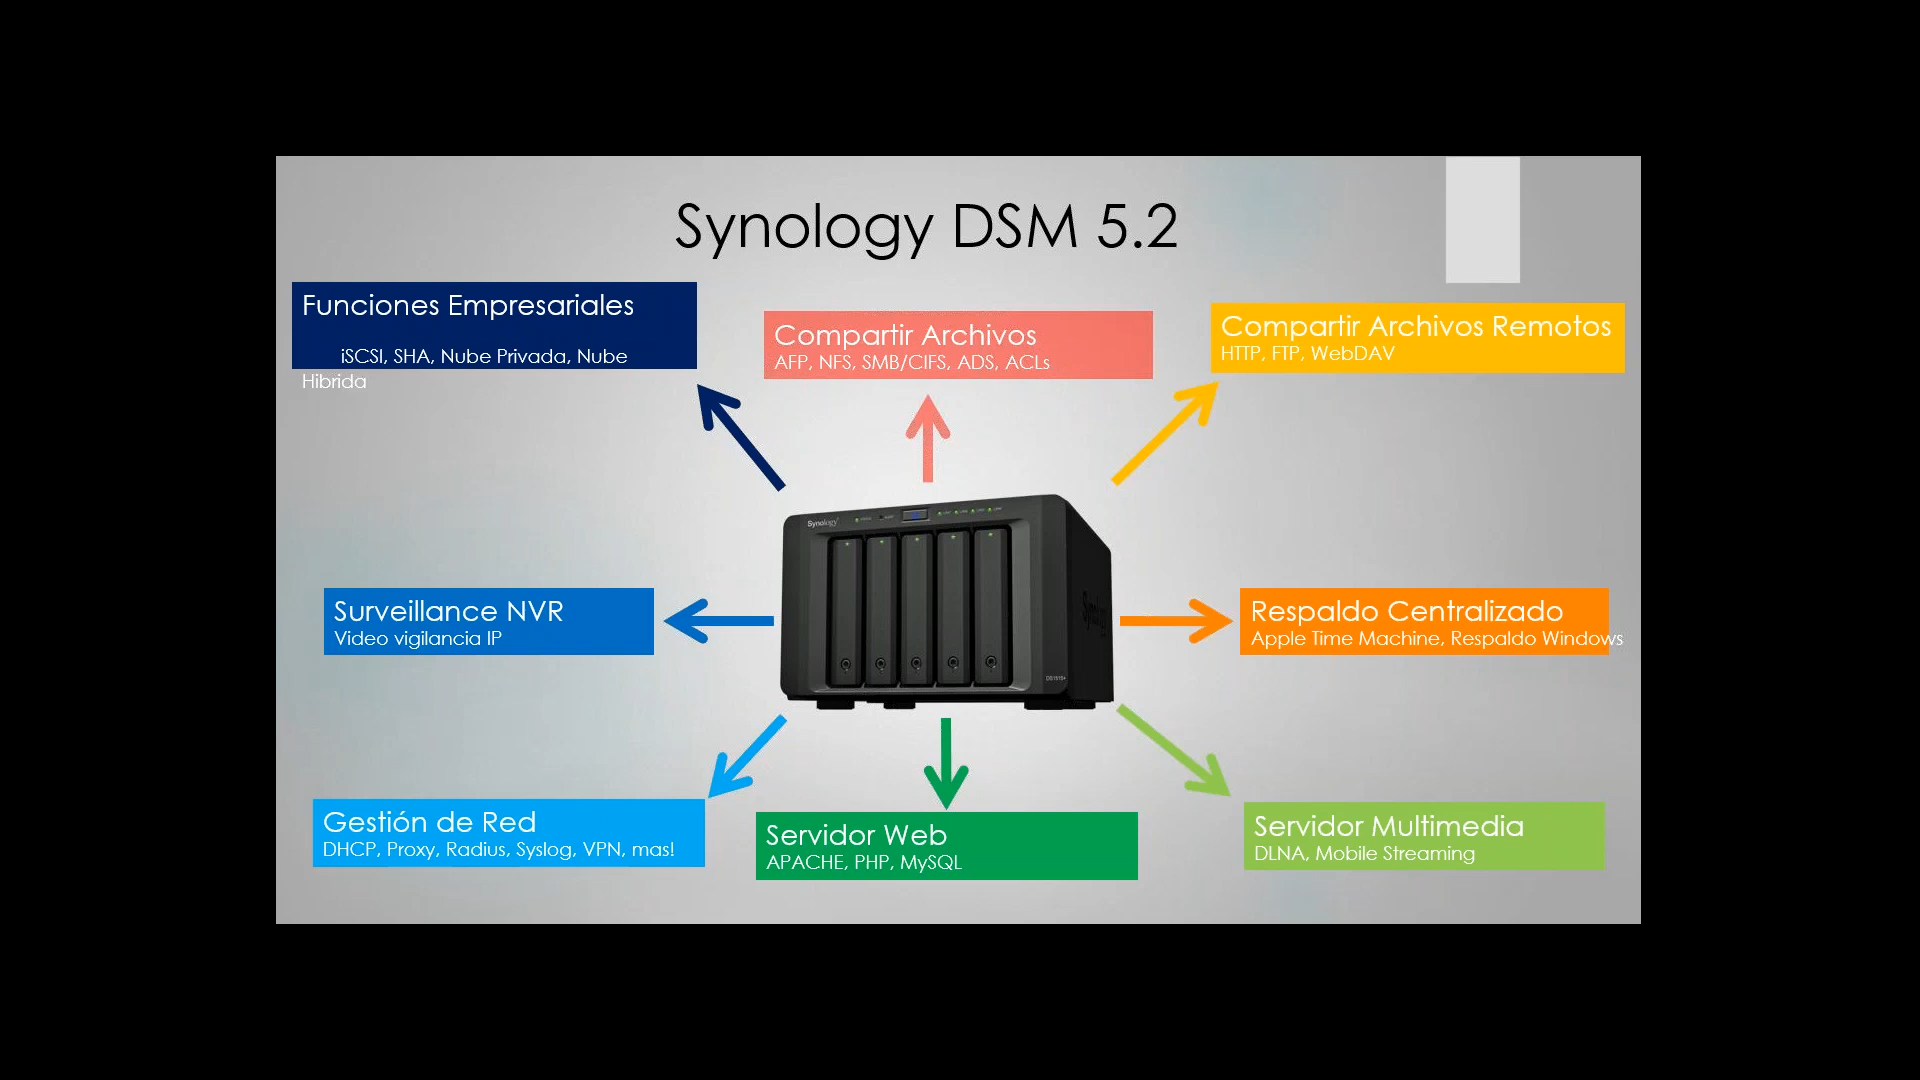 Synology DSM 5.2
Funciones Empresariales
iSCSI, SHA, Nube Privada, Nube
Hibrida
Compartir Archivos
AFP, NFS, SMB/CIFS, ADS, ACLs
Compartir Archivos Remotos
HTTP, FTP, WebDAV
Synology
Surveillance NVR
Video vigilancia IP
Respaldo Centralizado
Apple Time Machine, Respaldo Windows
Gestión de Red
DHCP, Proxy, Radius, Syslog, VPN, mas!
Servidor Web
APACHE, PHP, MySQL
Servidor Multimedia
DLNA, Mobile Streaming